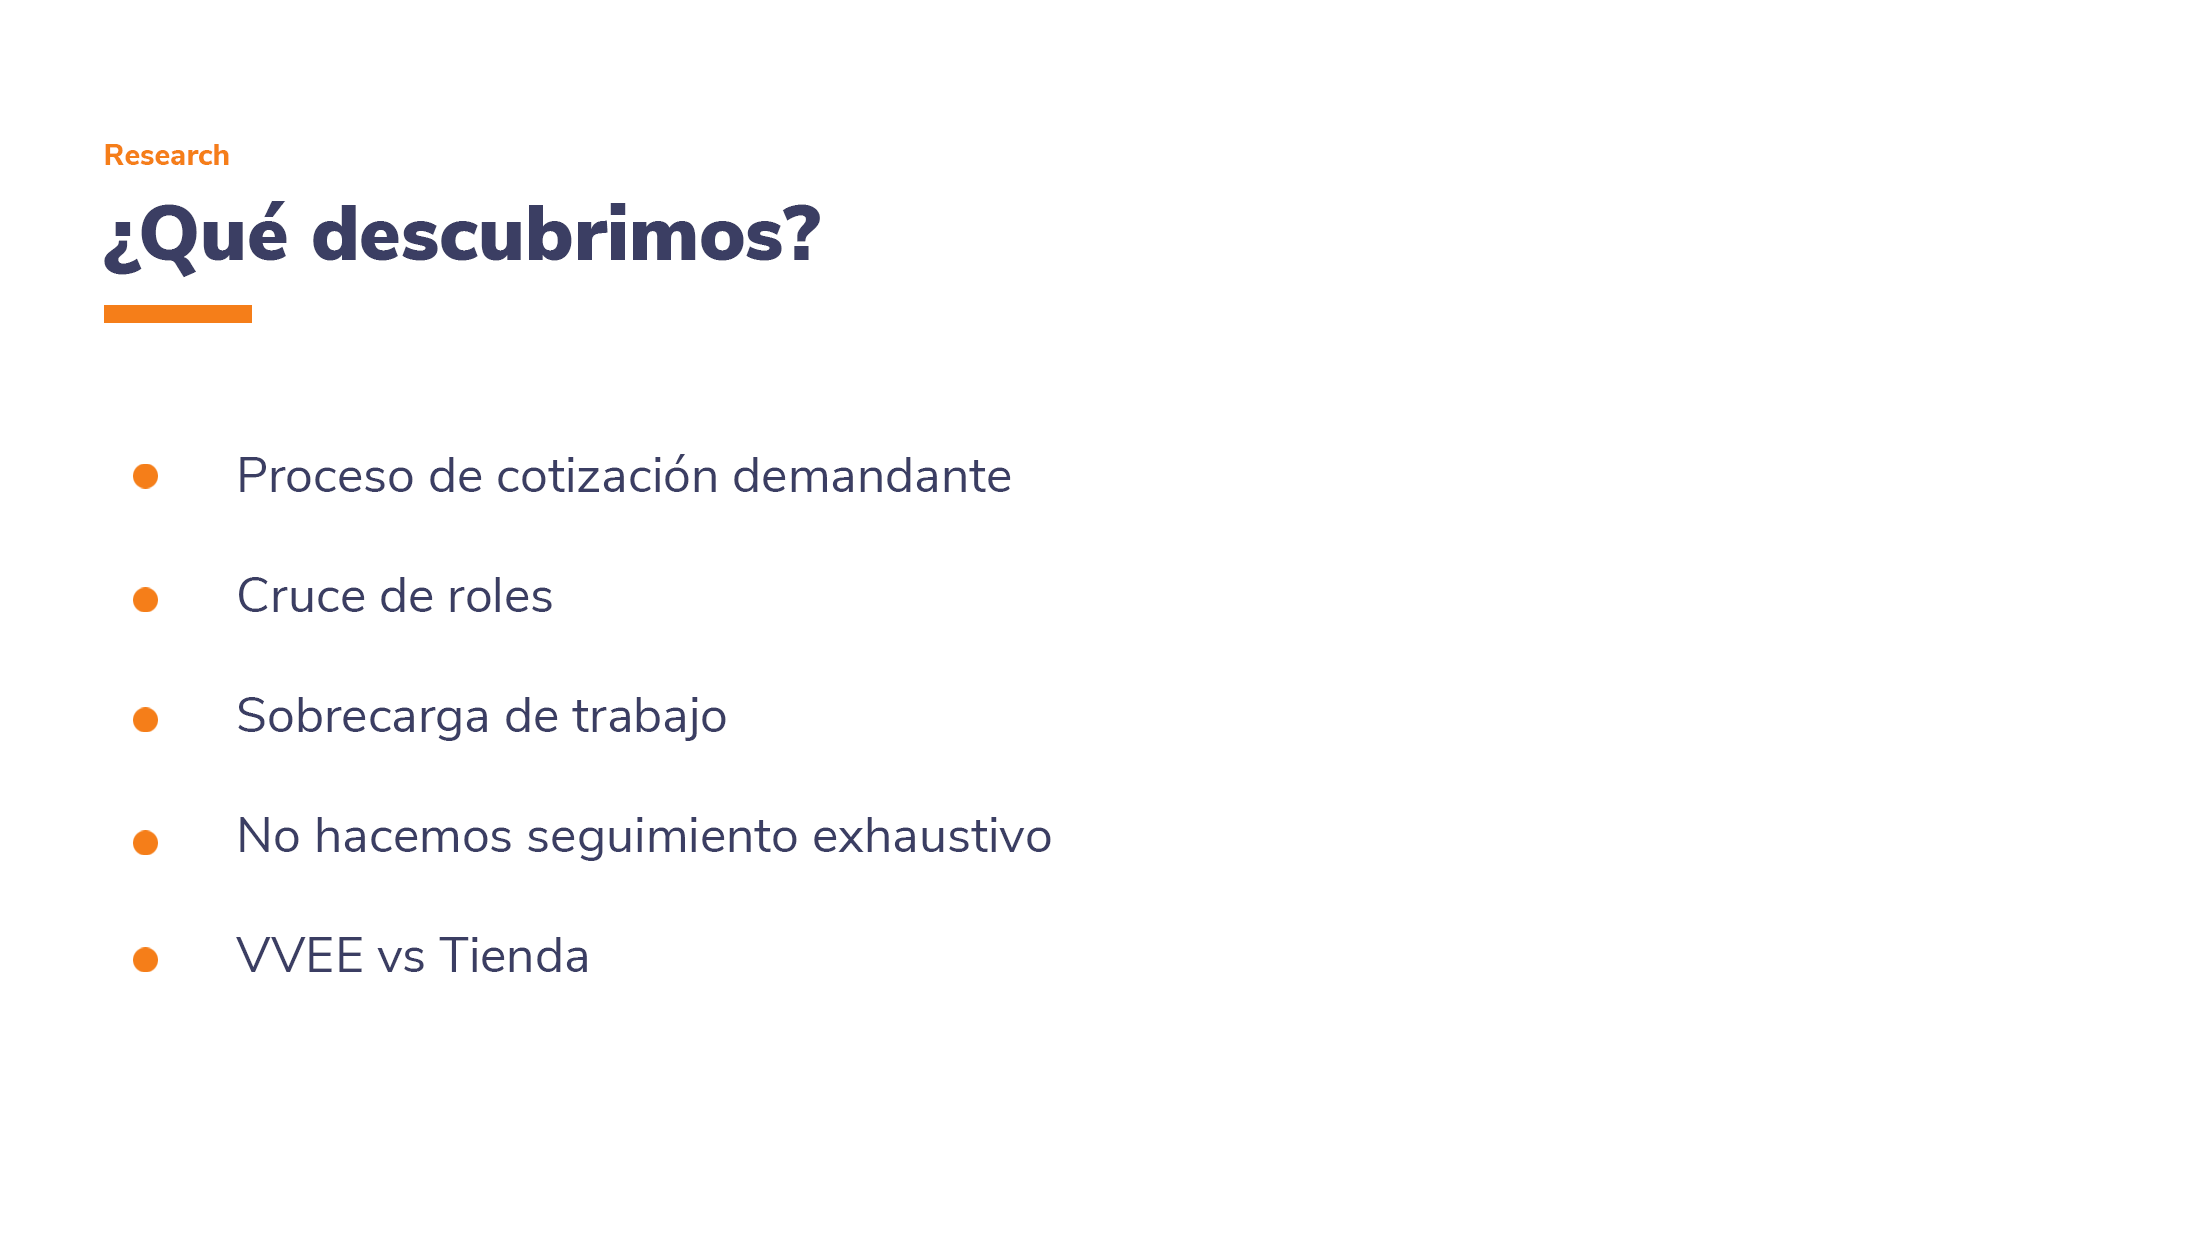 Research
¿Qué descubrimos?
Proceso de cotización demandante
Cruce de roles
Sobrecarga de trabajo
No hacemos seguimiento exhaustivo
VVEE vs Tienda